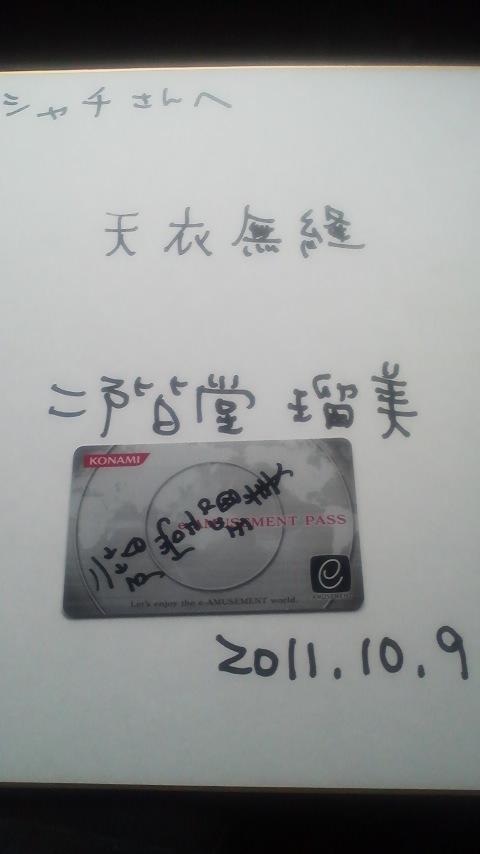 シャチさんへ
天衣無縫
二階堂 瑠美
KONAMI
e-AMUSEMENT PASS
e
AMUSEMENT
Let's enjoy the e-AMUSEMENT world.
2011.10.9